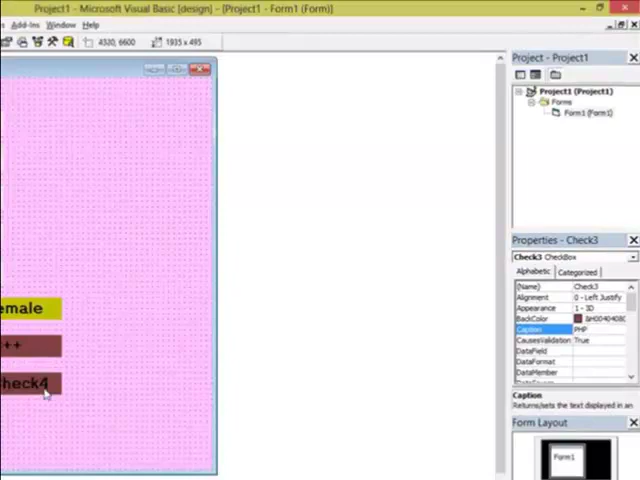 Project1 - Microsoft Visual Basic [design] - [Project1 - Form1 (Form)]
Add-Ins Window Help
4330, 6600 1935 x 495
Project - Project1
Project1 (Project1)
Forms
Form1 (Form1)
emale
++
heck4
Properties - Check3
Check3 CheckBox
Alphabetic Categorized
(Name) Check3
Alignment 0 - Left Justify
Appearance 1 - 3D
BackColor
Caption PHP
CausesValidation True
DataField
DataFormat
DataMember
Caption
Returns/sets the text displayed in an
Form Layout
Form1